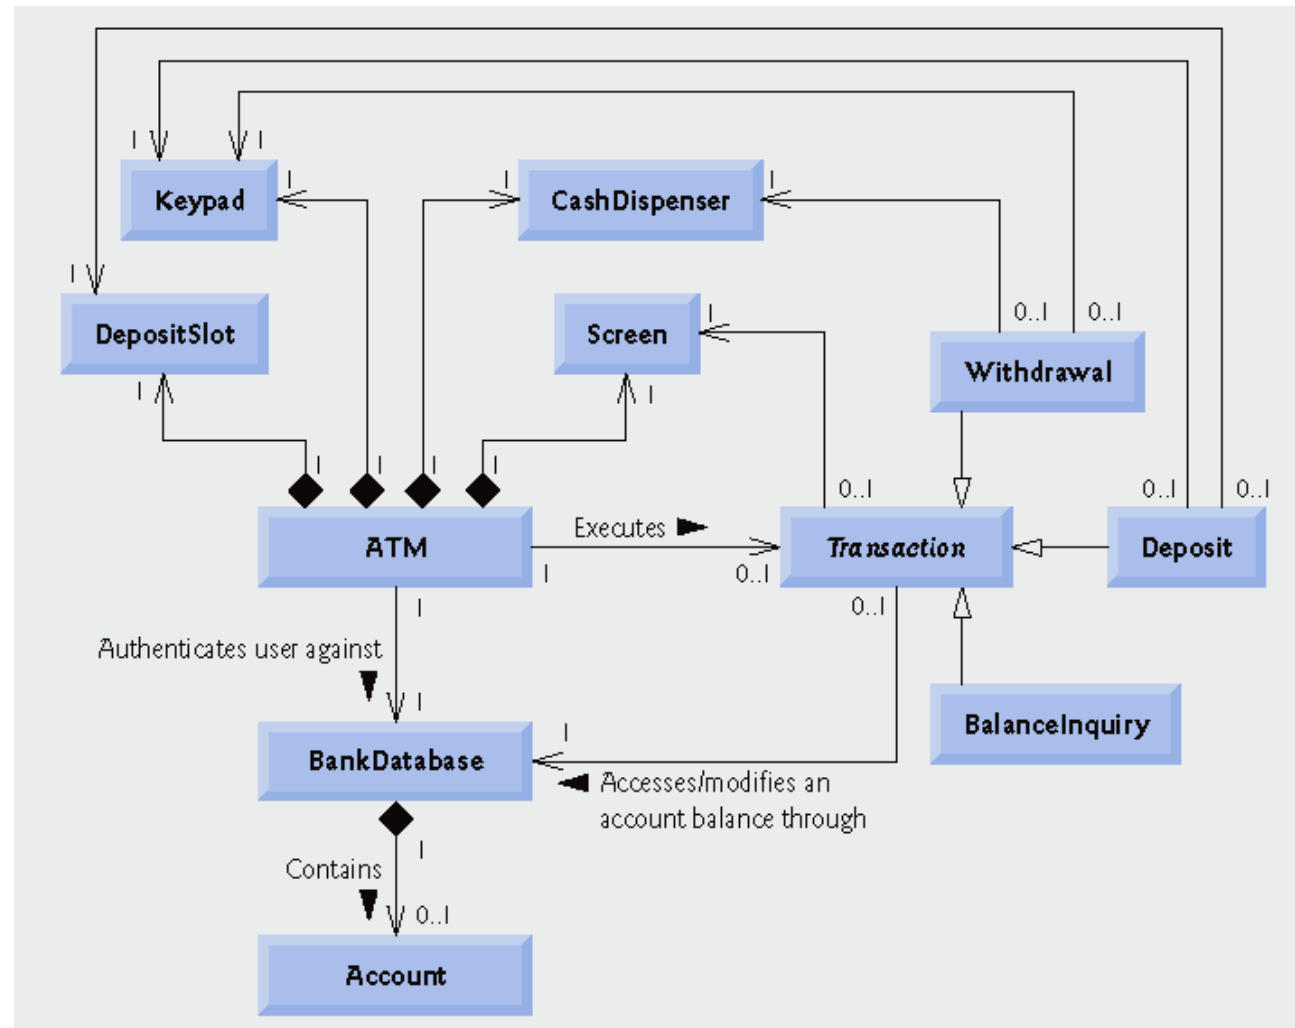 1 1
Keypad 1
1 CashDispenser 1
1
DepositSlot
1
Screen 1
1
0..1 0..1
Withdrawal
1 1 1 1
0..1
0..1 0..1
ATM
Executes
1 0..1
Transaction
Deposit
1
0..1
Authenticates user against
1
BalanceInquiry
BankDatabase
1
Accesses/modifies an
account balance through
1
Contains
0..1
Account